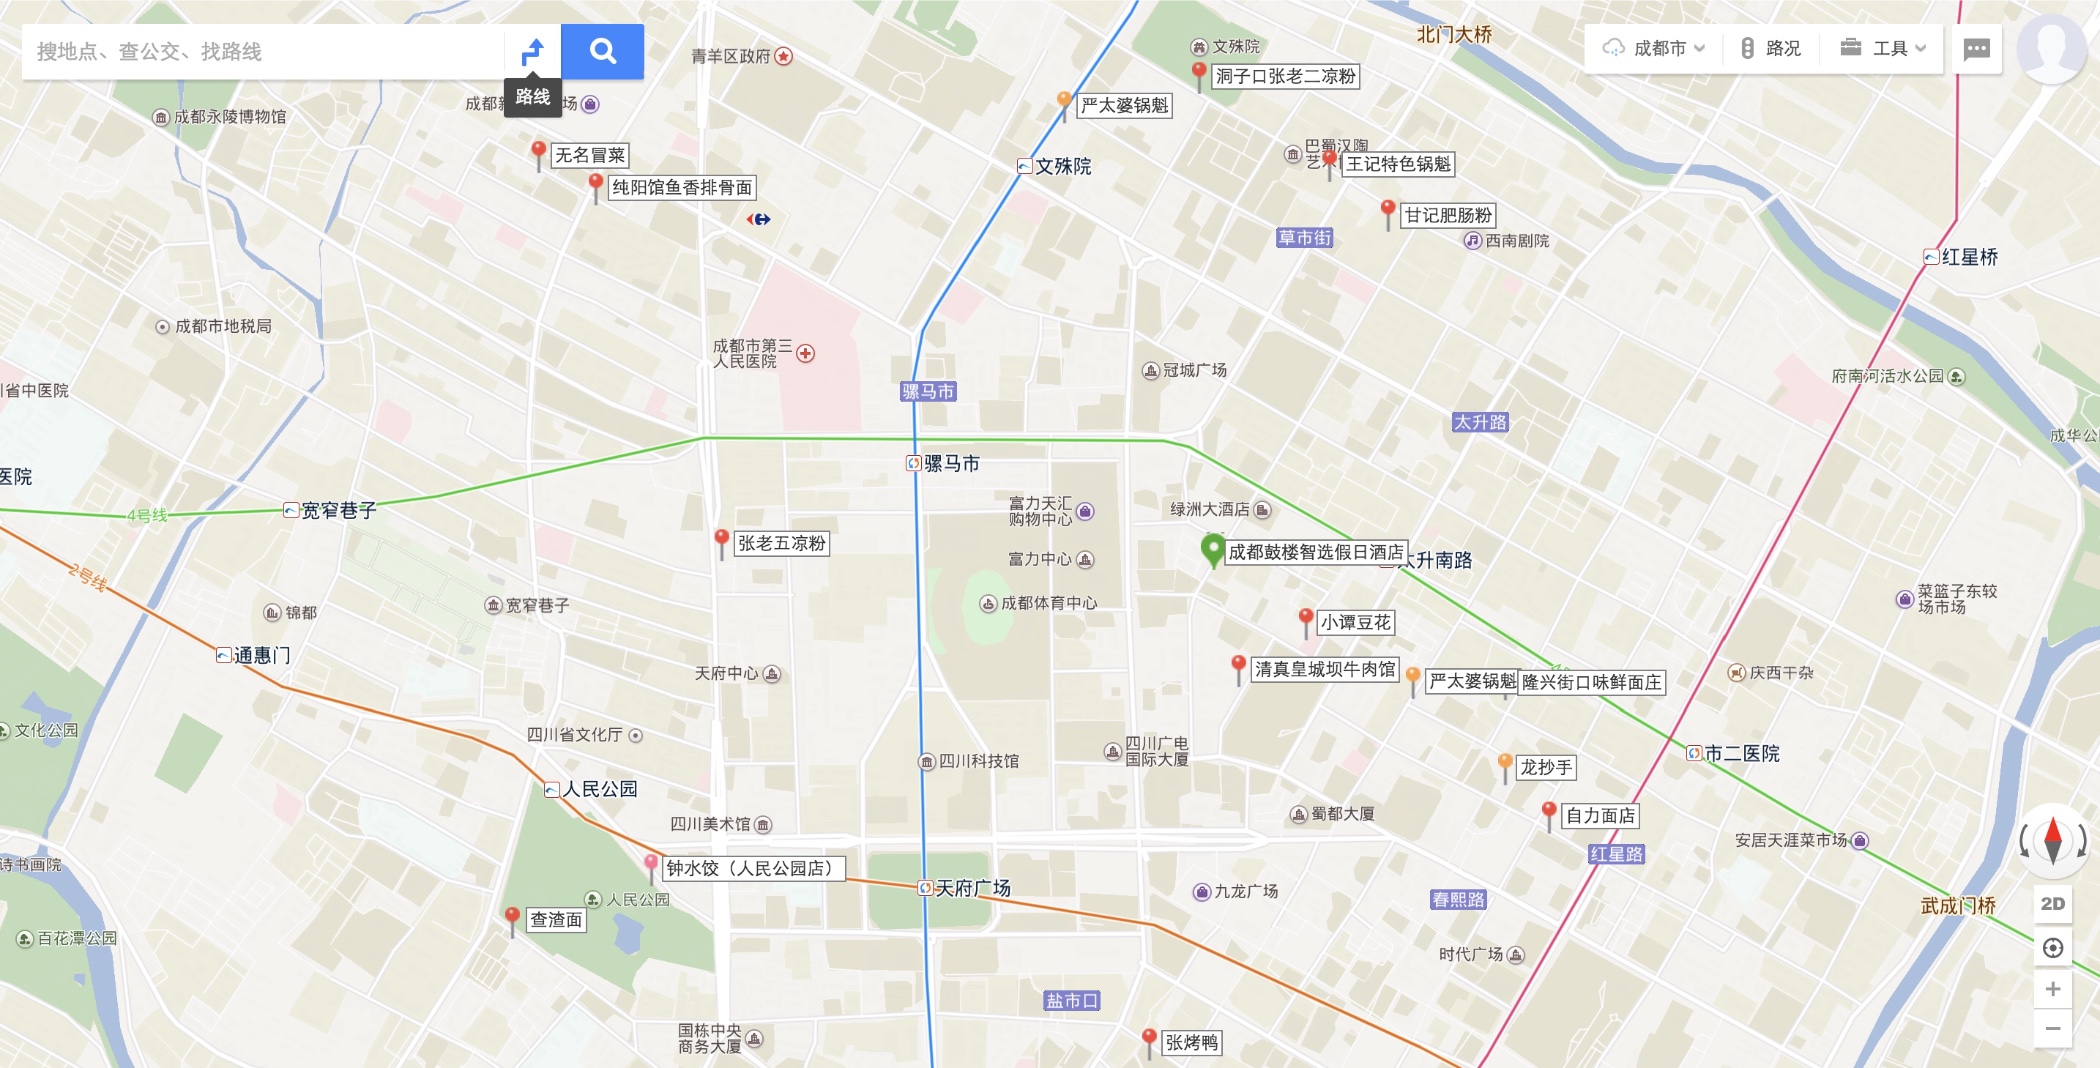 搜地点、查公交、找路线
路线
青羊区政府
文殊院
北门大桥
成都市
路况
工具
洞子口张老二凉粉
成都
场
严太婆锅魁
成都永陵博物馆
无名冒菜
纯阳馆鱼香排骨面
文殊院
巴蜀汉陶
艺
王记特色锅魁
甘记肥肠粉
草市街
西南剧院
红星桥
成都市地税局
成都市第三
人民医院
冠城广场
骡马市
府南河活水公园
川省中医院
太升路
成华公
骡马市
医院
宽窄巷子
4号线
富力天汇
购物中心
绿洲大酒店
张老五凉粉
富力中心
成都鼓楼智选假日酒店
太升南路
2号线
锦都
宽窄巷子
成都体育中心
小谭豆花
菜篮子东较
场市场
通惠门
天府中心
清真皇城坝牛肉馆
严太婆锅魁
隆兴街口味鲜面庄
庆西干杂
文化公园
四川省文化厅
四川科技馆
四川广电
国际大厦
市二医院
龙抄手
人民公园
四川美术馆
蜀都大厦
自力面店
安居天涯菜市场
红星路
诗书画院
钟水饺（人民公园店）
天府广场
九龙广场
春熙路
武成门桥
2D
人民公园
查渣面
百花潭公园
时代广场
盐市口
国栋中央
商务大厦
张烤鸭